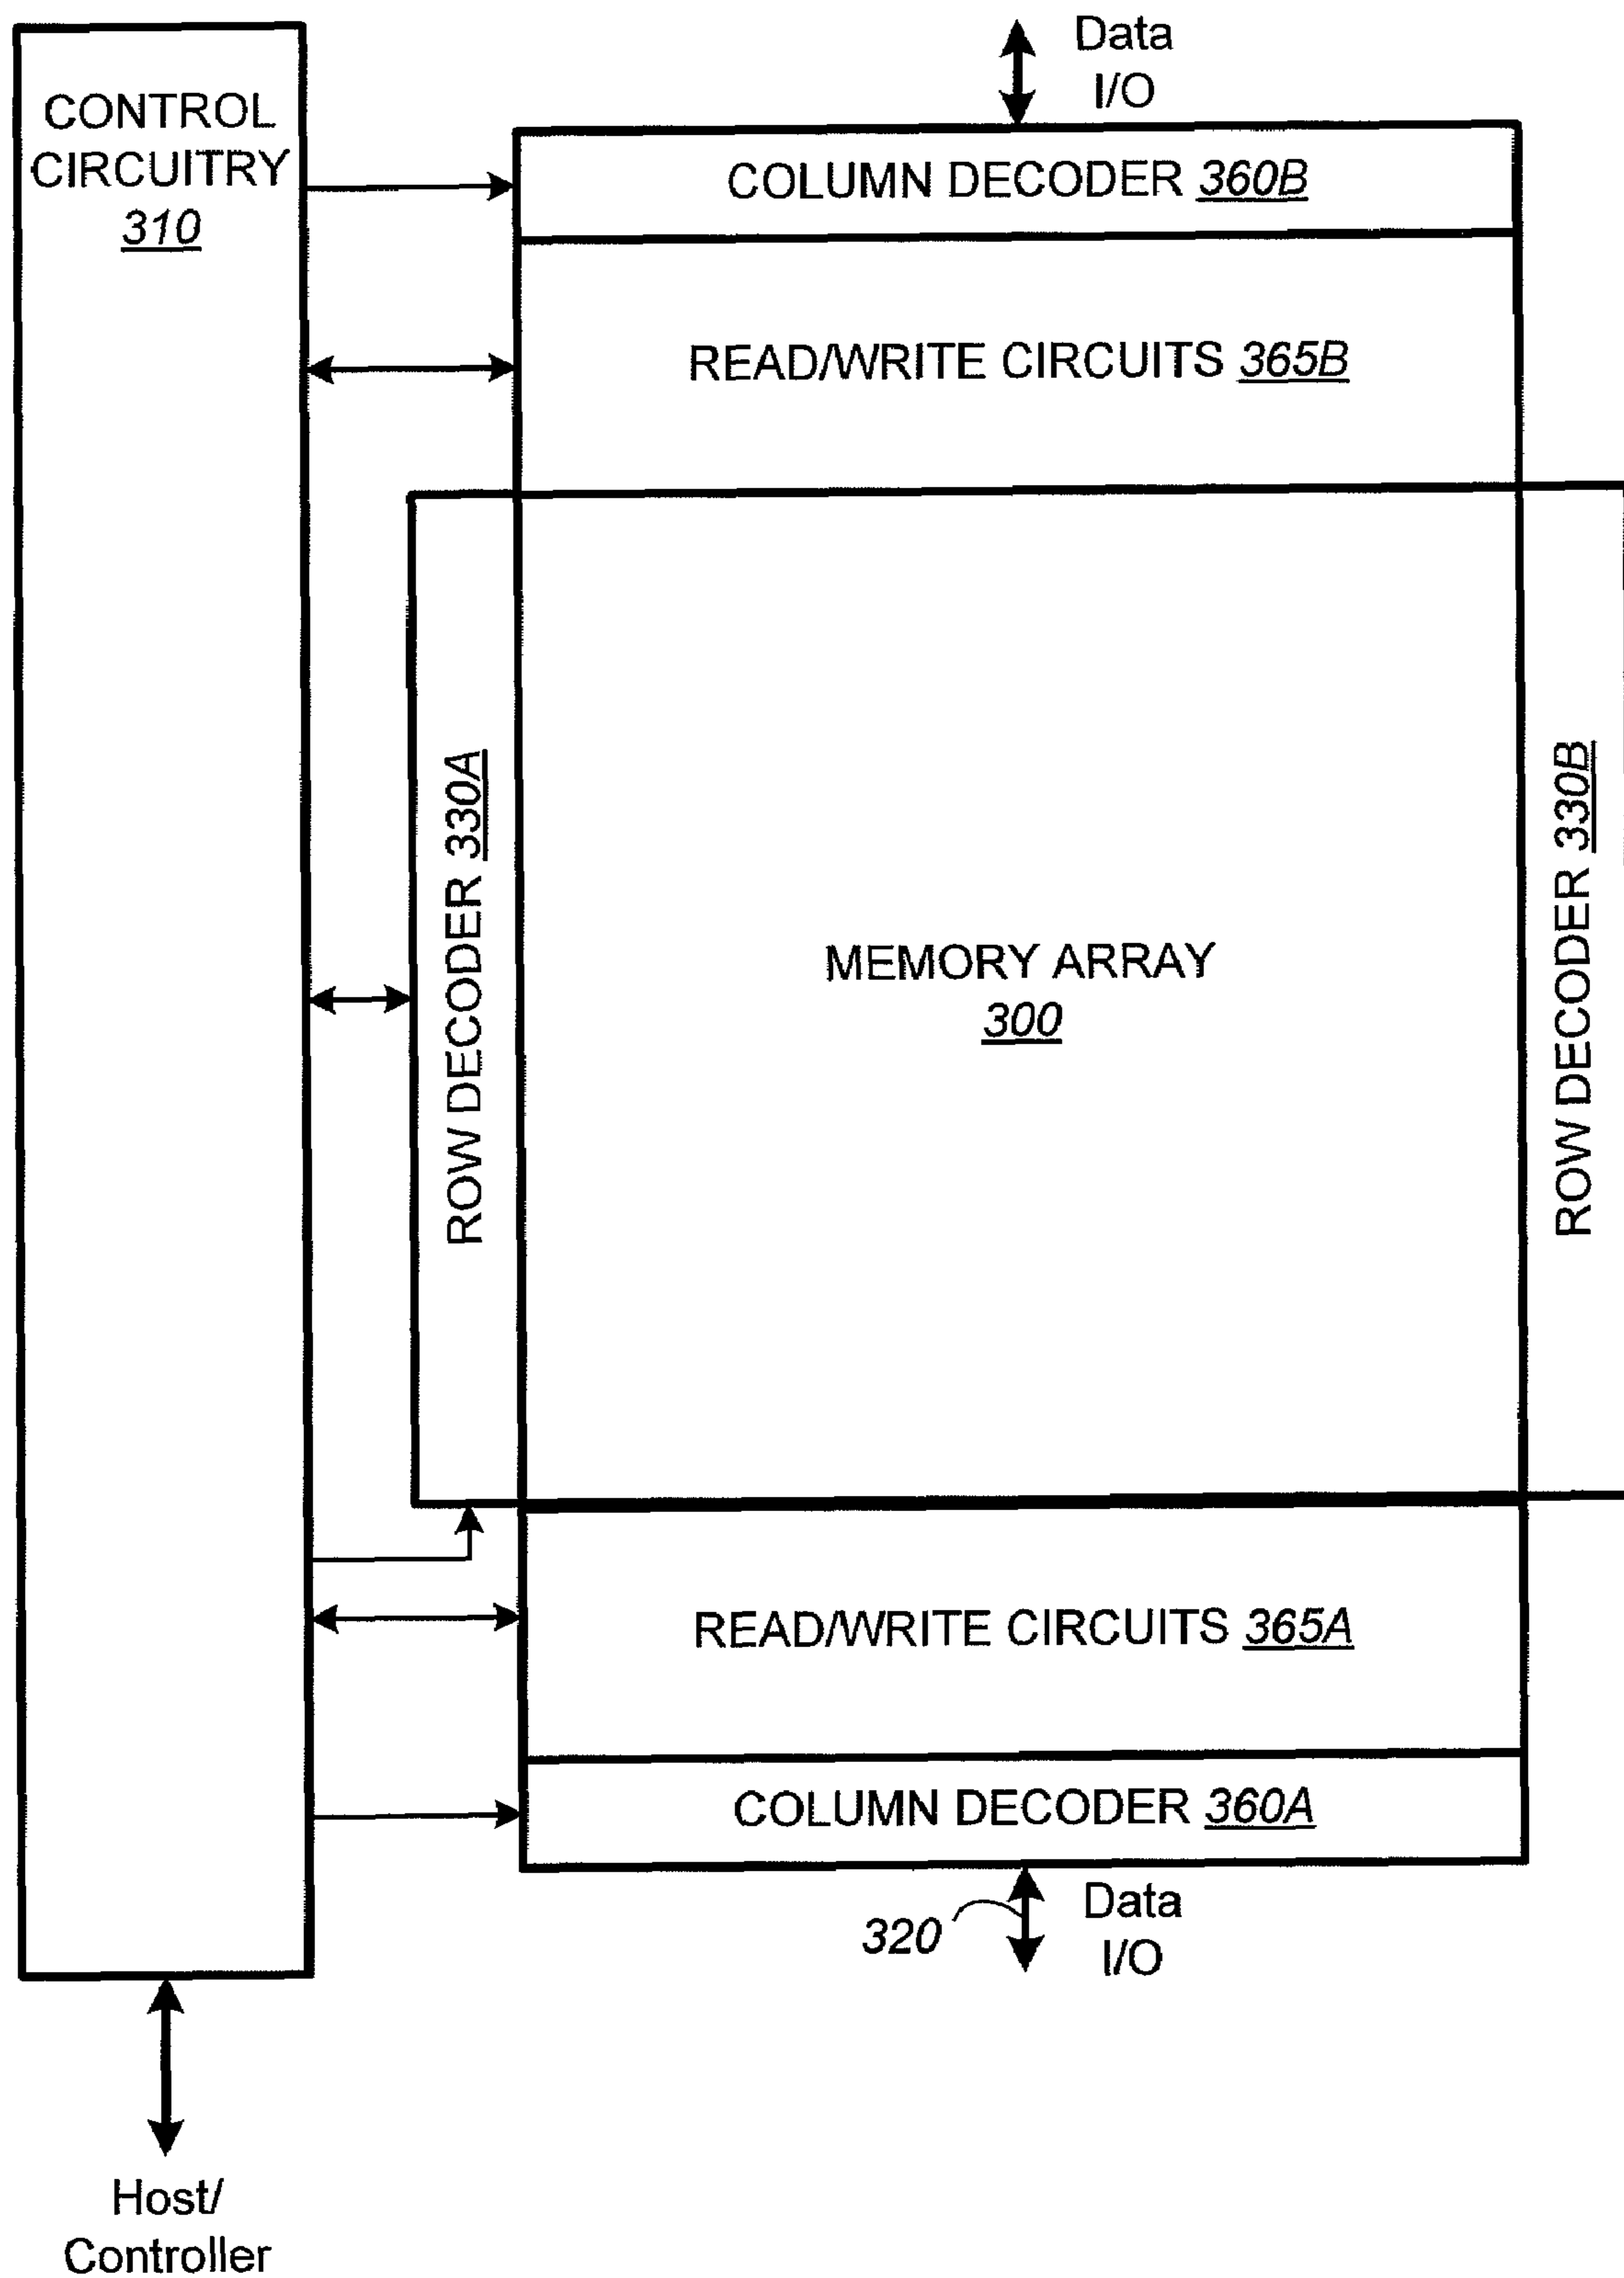 CONTROL
CIRCUITRY
310
Data
I/O
COLUMN DECODER 360B
READ/WRITE CIRCUITS 365B
ROW DECODER 330A
MEMORY ARRAY
300
ROW DECODER 330B
READ/WRITE CIRCUITS 365A
COLUMN DECODER 360A
320
Data
I/O
Host/
Controller